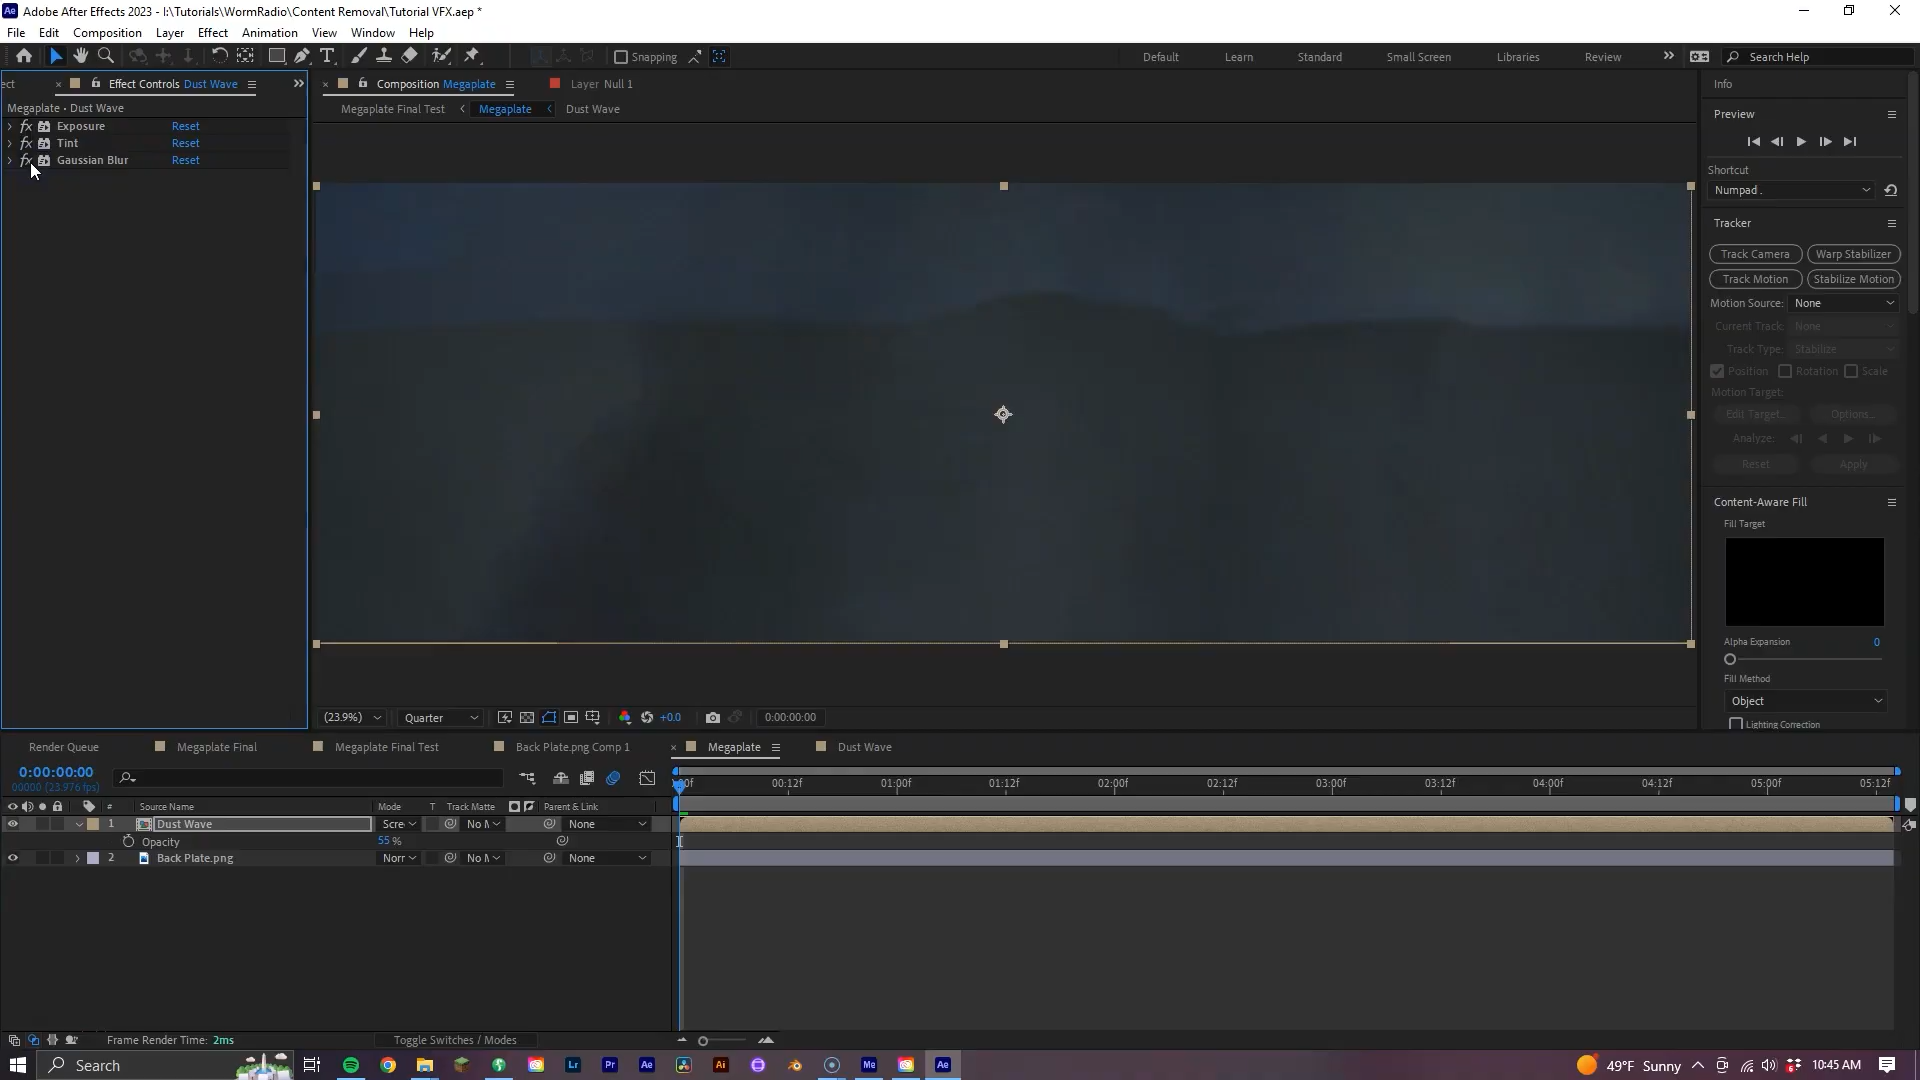 Adobe After Effects 2023 - I:\Tutorials\WormRadio\Content Removal\Tutorial VFX.aep *
File Edit Composition Layer Effect Animation View Window Help
Snapping
Default Learn Standard Small Screen Libraries Review Search Help
ect Effect Controls Dust Wave
Megaplate • Dust Wave
fx Exposure Reset
fx Tint Reset
fx Gaussian Blur Reset
Composition Megaplate
Layer Null 1
Megaplate Final Test Megaplate Dust Wave
Info
Preview
Shortcut
Numpad .
Tracker
Track Camera Warp Stabilizer
Track Motion Stabilize Motion
Motion Source: None
Current Track: None
Track Type: Stabilize
Position Rotation Scale
Motion Target:
Edit Target... Options...
Analyze:
Reset Apply
Content-Aware Fill
Fill Target
Alpha Expansion 0
Fill Method
Object
Lighting Correction
(23.9%) Quarter +0.0 0:00:00:00
Render Queue Megaplate Final Megaplate Final Test Back Plate.png Comp 1 Megaplate Dust Wave
0:00:00:00
00000 (23.976 fps)
:00f 00:12f 01:00f 01:12f 02:00f 02:12f 03:00f 03:12f 04:00f 04:12f 05:00f 05:12f
# Source Name Mode T Track Matte Parent & Link
1 Dust Wave Scre No M None
Opacity 55 %
2 Back Plate.png Norr No M None
Frame Render Time: 2ms Toggle Switches / Modes
Search Lr Pr Ae Ai Me Ae 49°F Sunny 10:45 AM